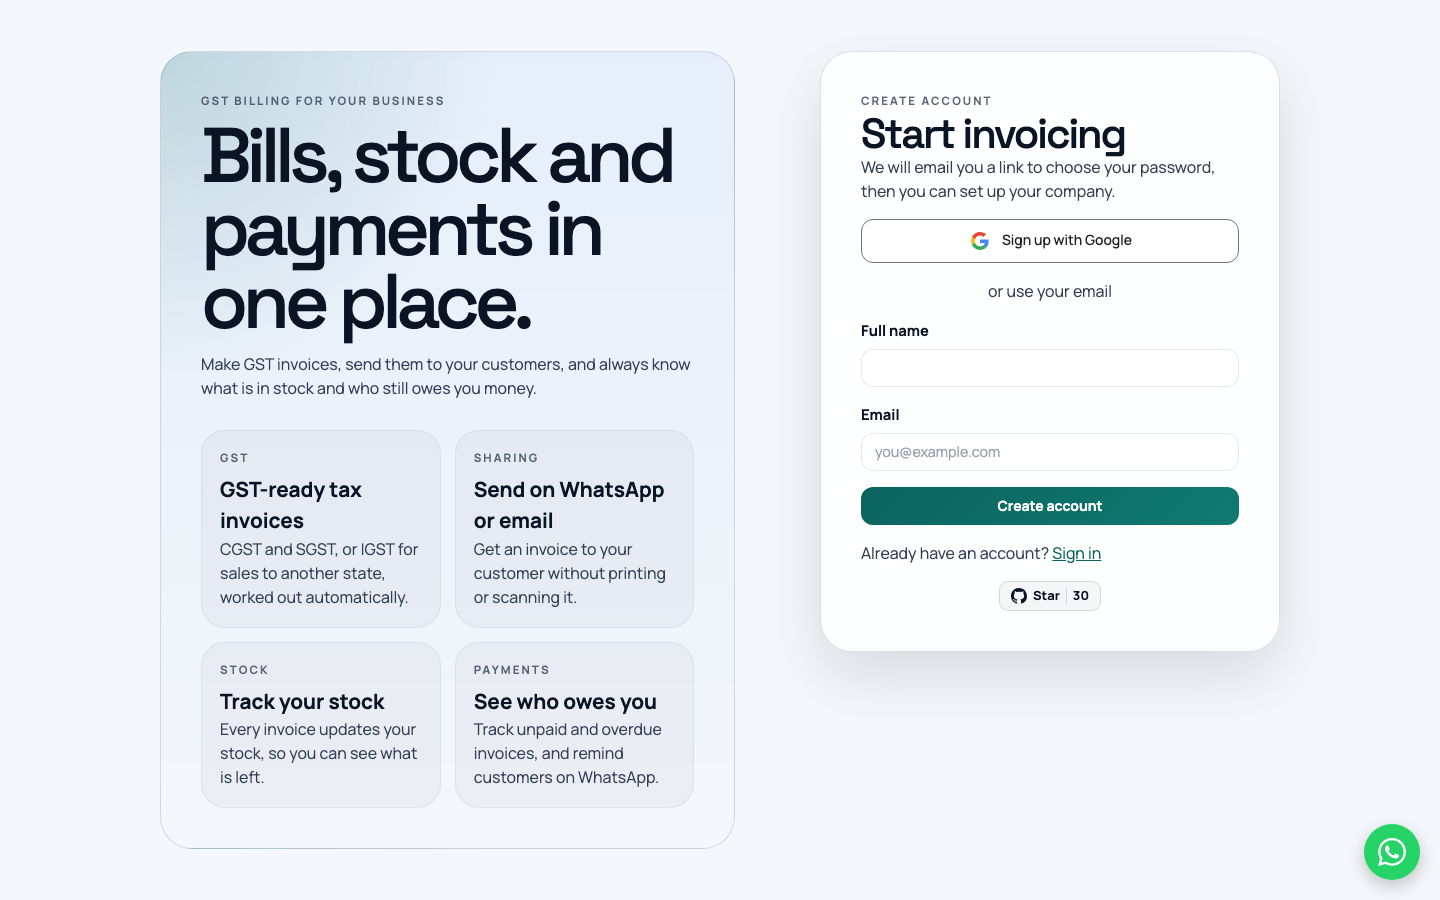 GST BILLING FOR YOUR BUSINESS
Bills, stock and
payments in
one place.
Make GST invoices, send them to your customers, and always know
what is in stock and who still owes you money.
GST
GST-ready tax
invoices
CGST and SGST, or IGST for
sales to another state,
worked out automatically.
SHARING
Send on WhatsApp
or email
Get an invoice to your
customer without printing
or scanning it.
STOCK
Track your stock
Every invoice updates your
stock, so you can see what
is left.
PAYMENTS
See who owes you
Track unpaid and overdue
invoices, and remind
customers on WhatsApp.
CREATE ACCOUNT
Start invoicing
We will email you a link to choose your password,
then you can set up your company.
Sign up with Google
or use your email
Full name
Email
you@example.com
Create account
Already have an account? Sign in
Star 30